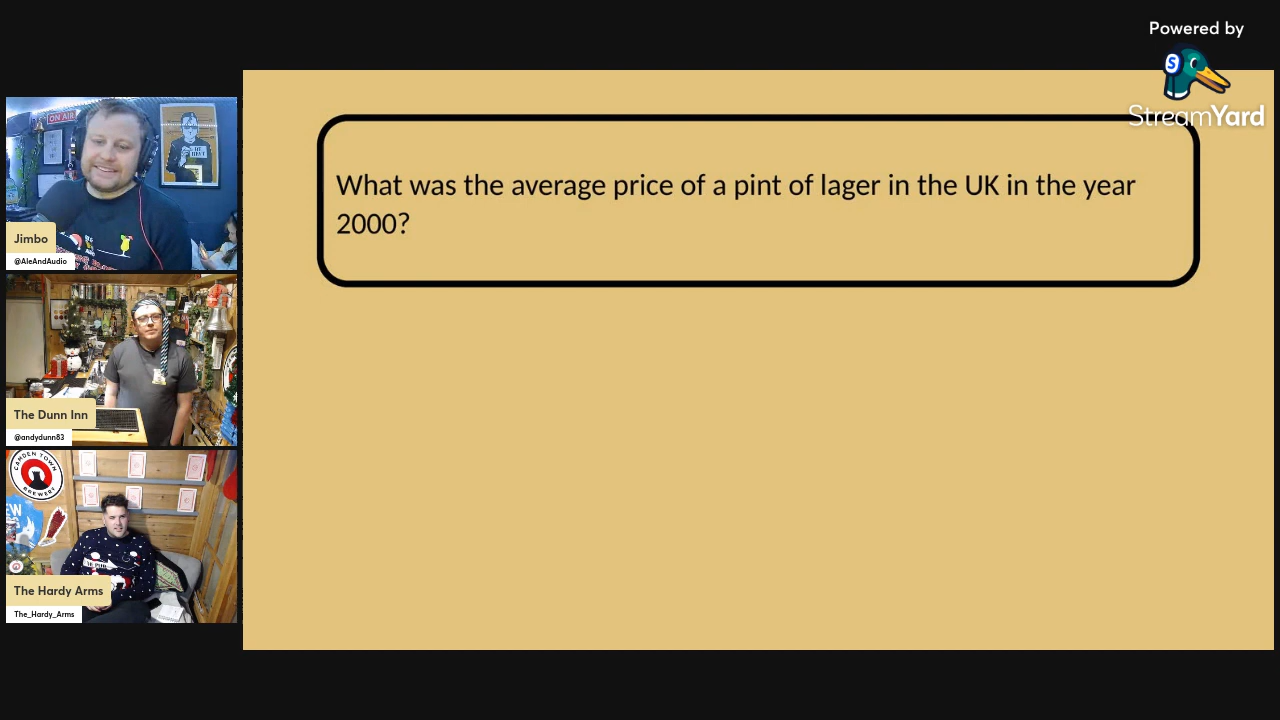 Powered by
StreamYard
What was the average price of a pint of lager in the UK in the year
2000?
ON AIR
Jimbo
@AleAndAudio
The Dunn Inn
@andydunn83
CAMDEN TOWN
BREWERY
The Hardy Arms
The_Hardy_Arms